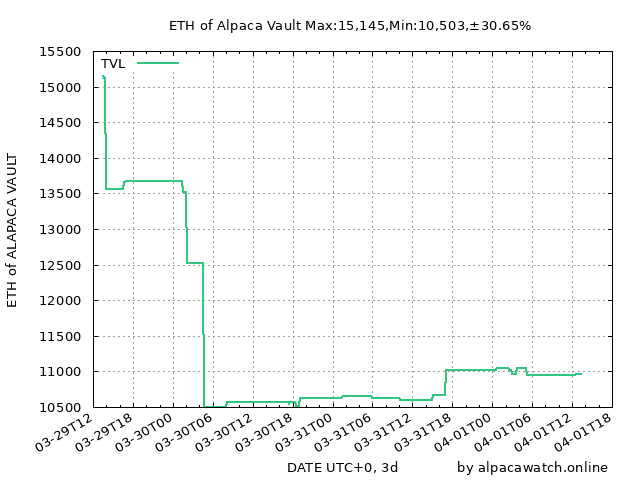 ETH of Alpaca Vault Max:15,145,Min:10,503,±30.65%
15500
TVL
15000
14500
14000
13500
13000
12500
12000
11500
11000
10500
ETH of ALAPACA VAULT
03-29T12
03-29T18
03-30T00
03-30T06
03-30T12
03-30T18
03-31T00
03-31T06
03-31T12
03-31T18
04-01T00
04-01T06
04-01T12
04-01T18
DATE UTC+0, 3d
by alpacawatch.online